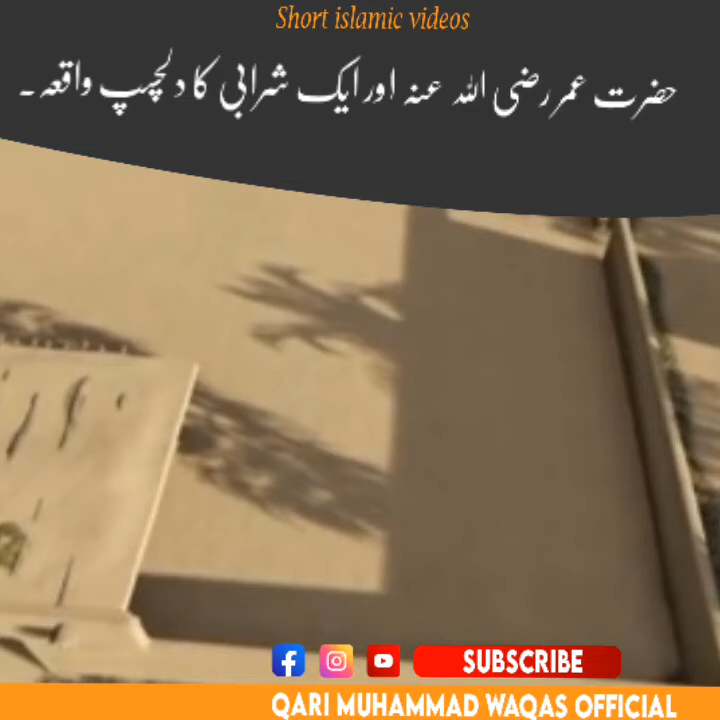 Short islamic videos
حضرت عمر رضی اللہ عنہ اور ایک شرابی کا دلچسپ واقعہ۔
SUBSCRIBE
QARI MUHAMMAD WAQAS OFFICIAL